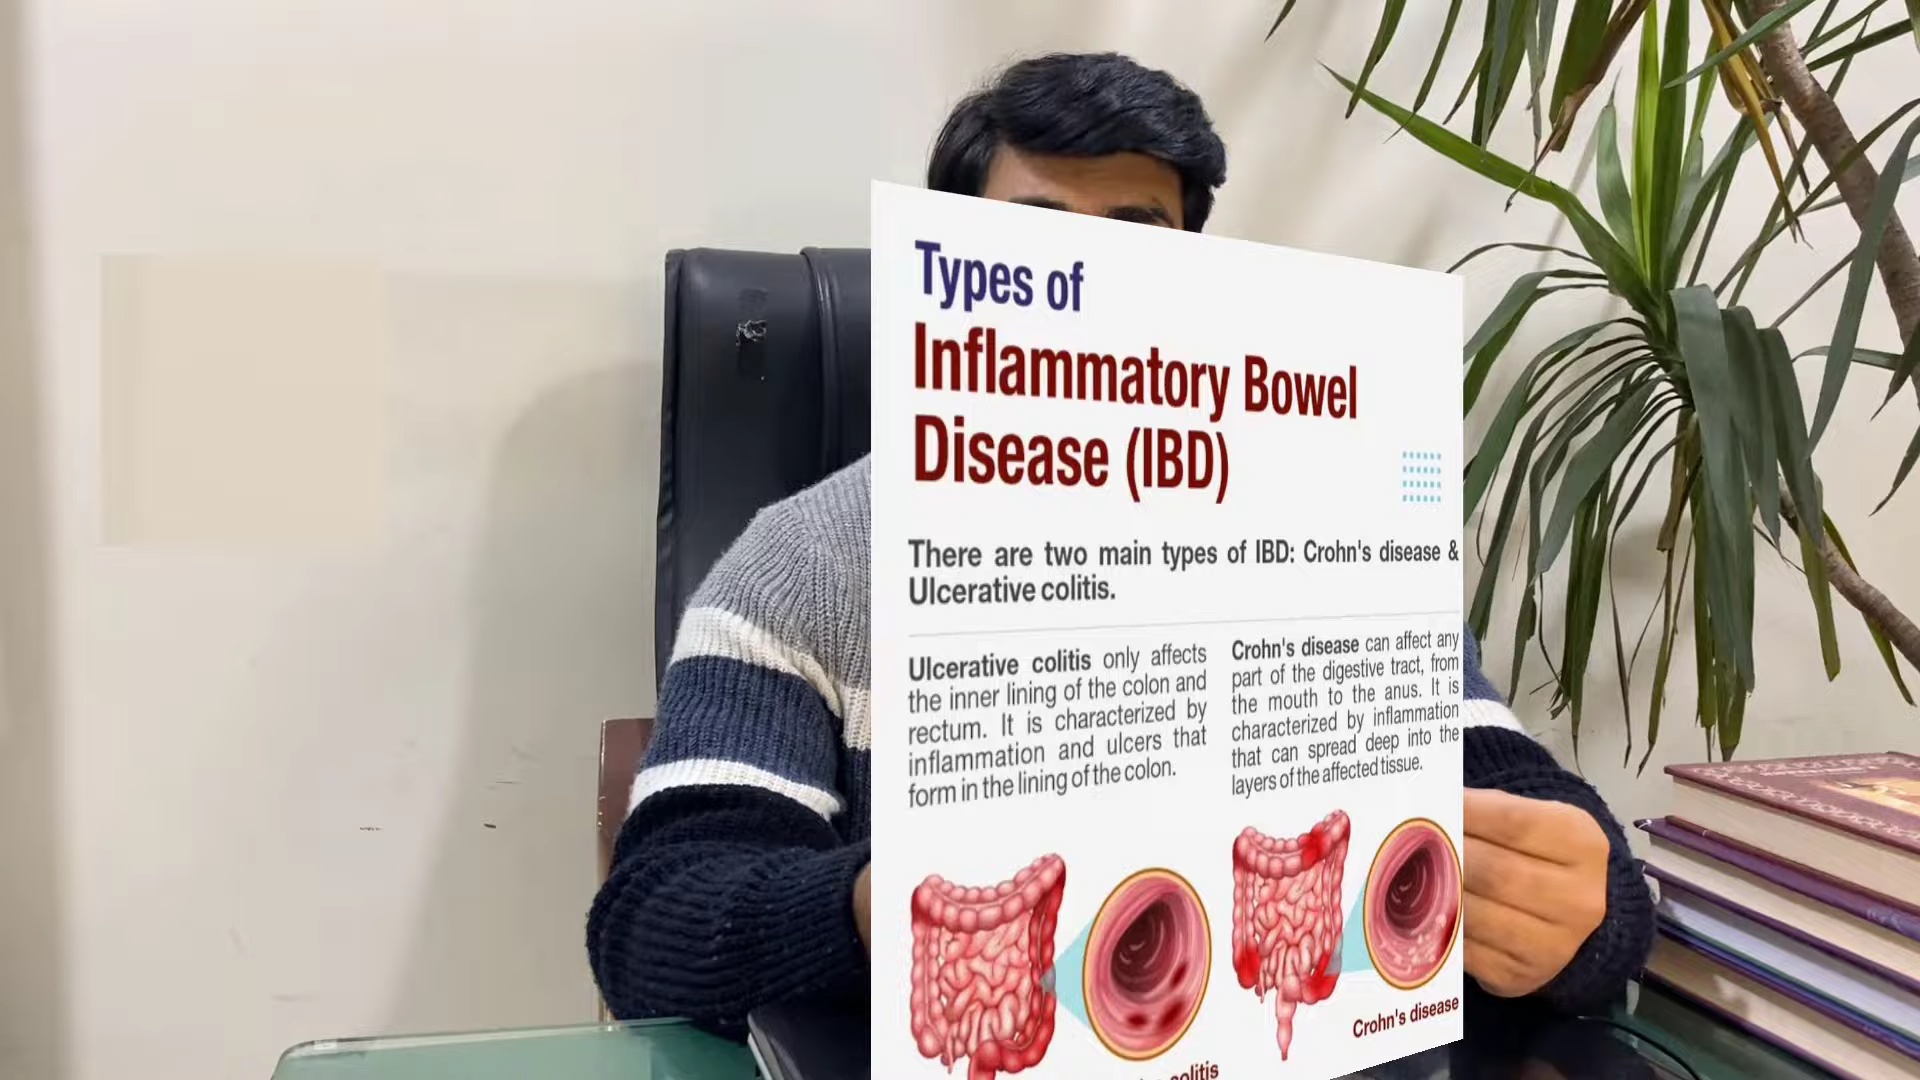 Types of
Inflammatory Bowel
Disease (IBD)
There are two main types of IBD: Crohn's disease &
Ulcerative colitis.
Ulcerative colitis only affects
the inner lining of the colon and
rectum. It is characterized by
inflammation and ulcers that
form in the lining of the colon.
Crohn's disease can affect any
part of the digestive tract, from
the mouth to the anus. It is
characterized by inflammation
that can spread deep into the
layers of the affected tissue.
Crohn's disease
colitis